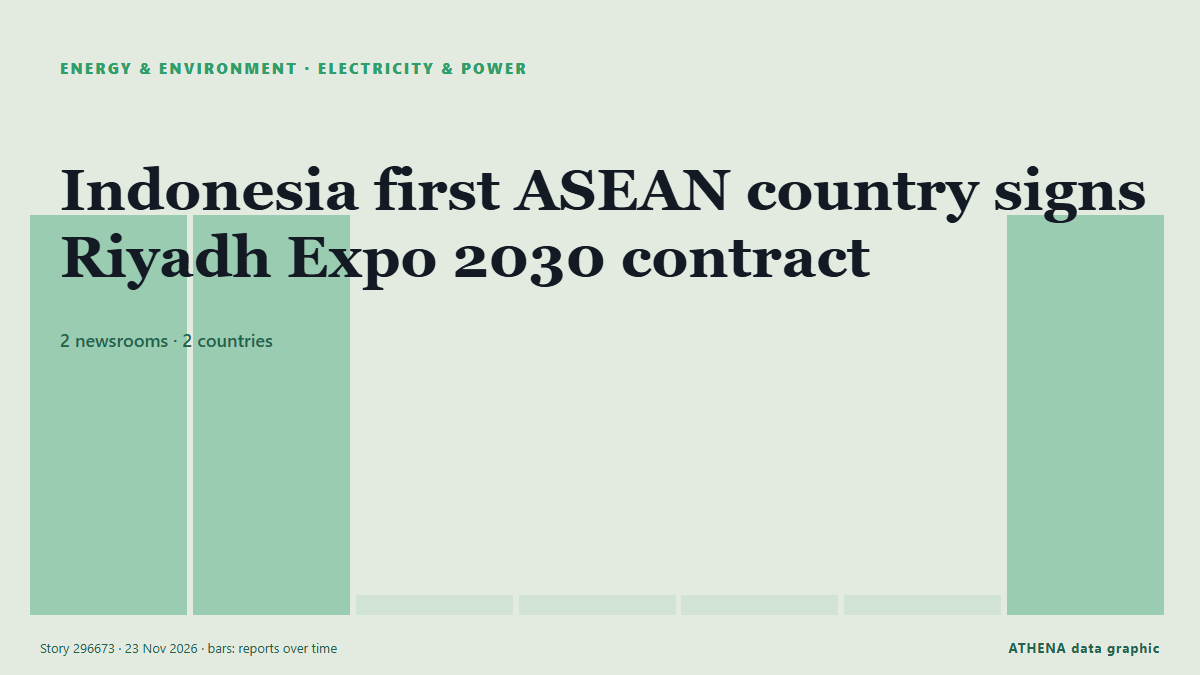 ENERGY & ENVIRONMENT · ELECTRICITY & POWER
Indonesia first ASEAN country signs
Riyadh Expo 2030 contract
2 newsrooms · 2 countries
Story 296673 · 23 Nov 2026 · bars: reports over time
ATHENA data graphic